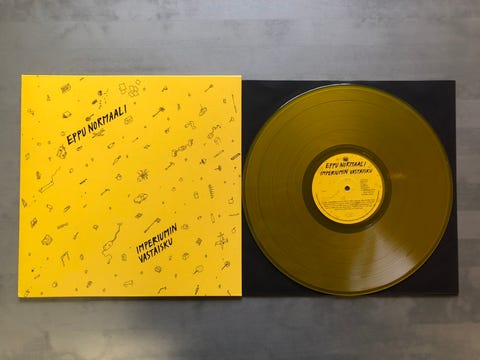 EPPU NORMAALI
IMPERIUMIN
VASTAISKU
EPPU NORMAALI
IMPERIUMIN VASTAISKU